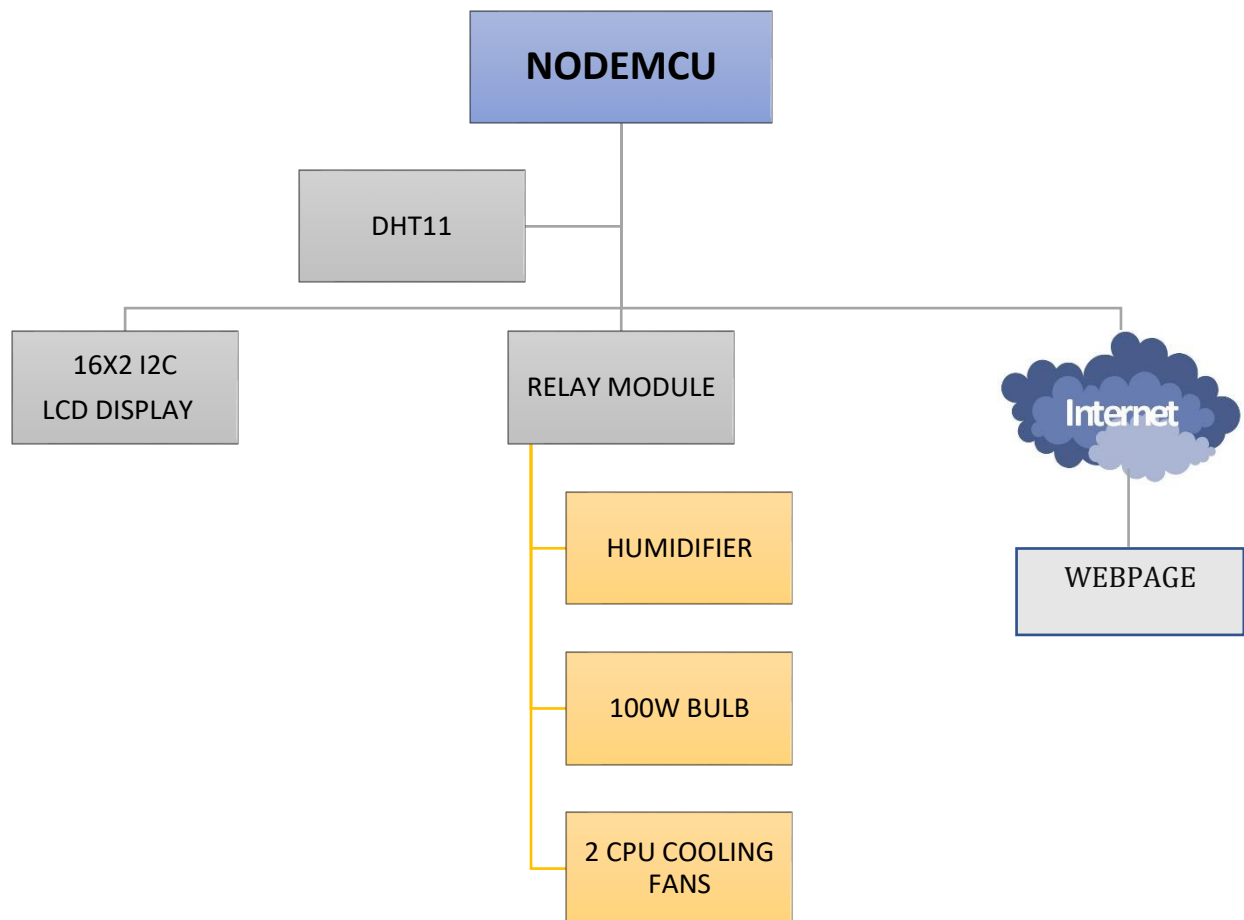 NODEMCU
DHT11
16X2 I2C
LCD DISPLAY
RELAY MODULE
Internet
HUMIDIFIER
WEBPAGE
100W BULB
2 CPU COOLING
FANS